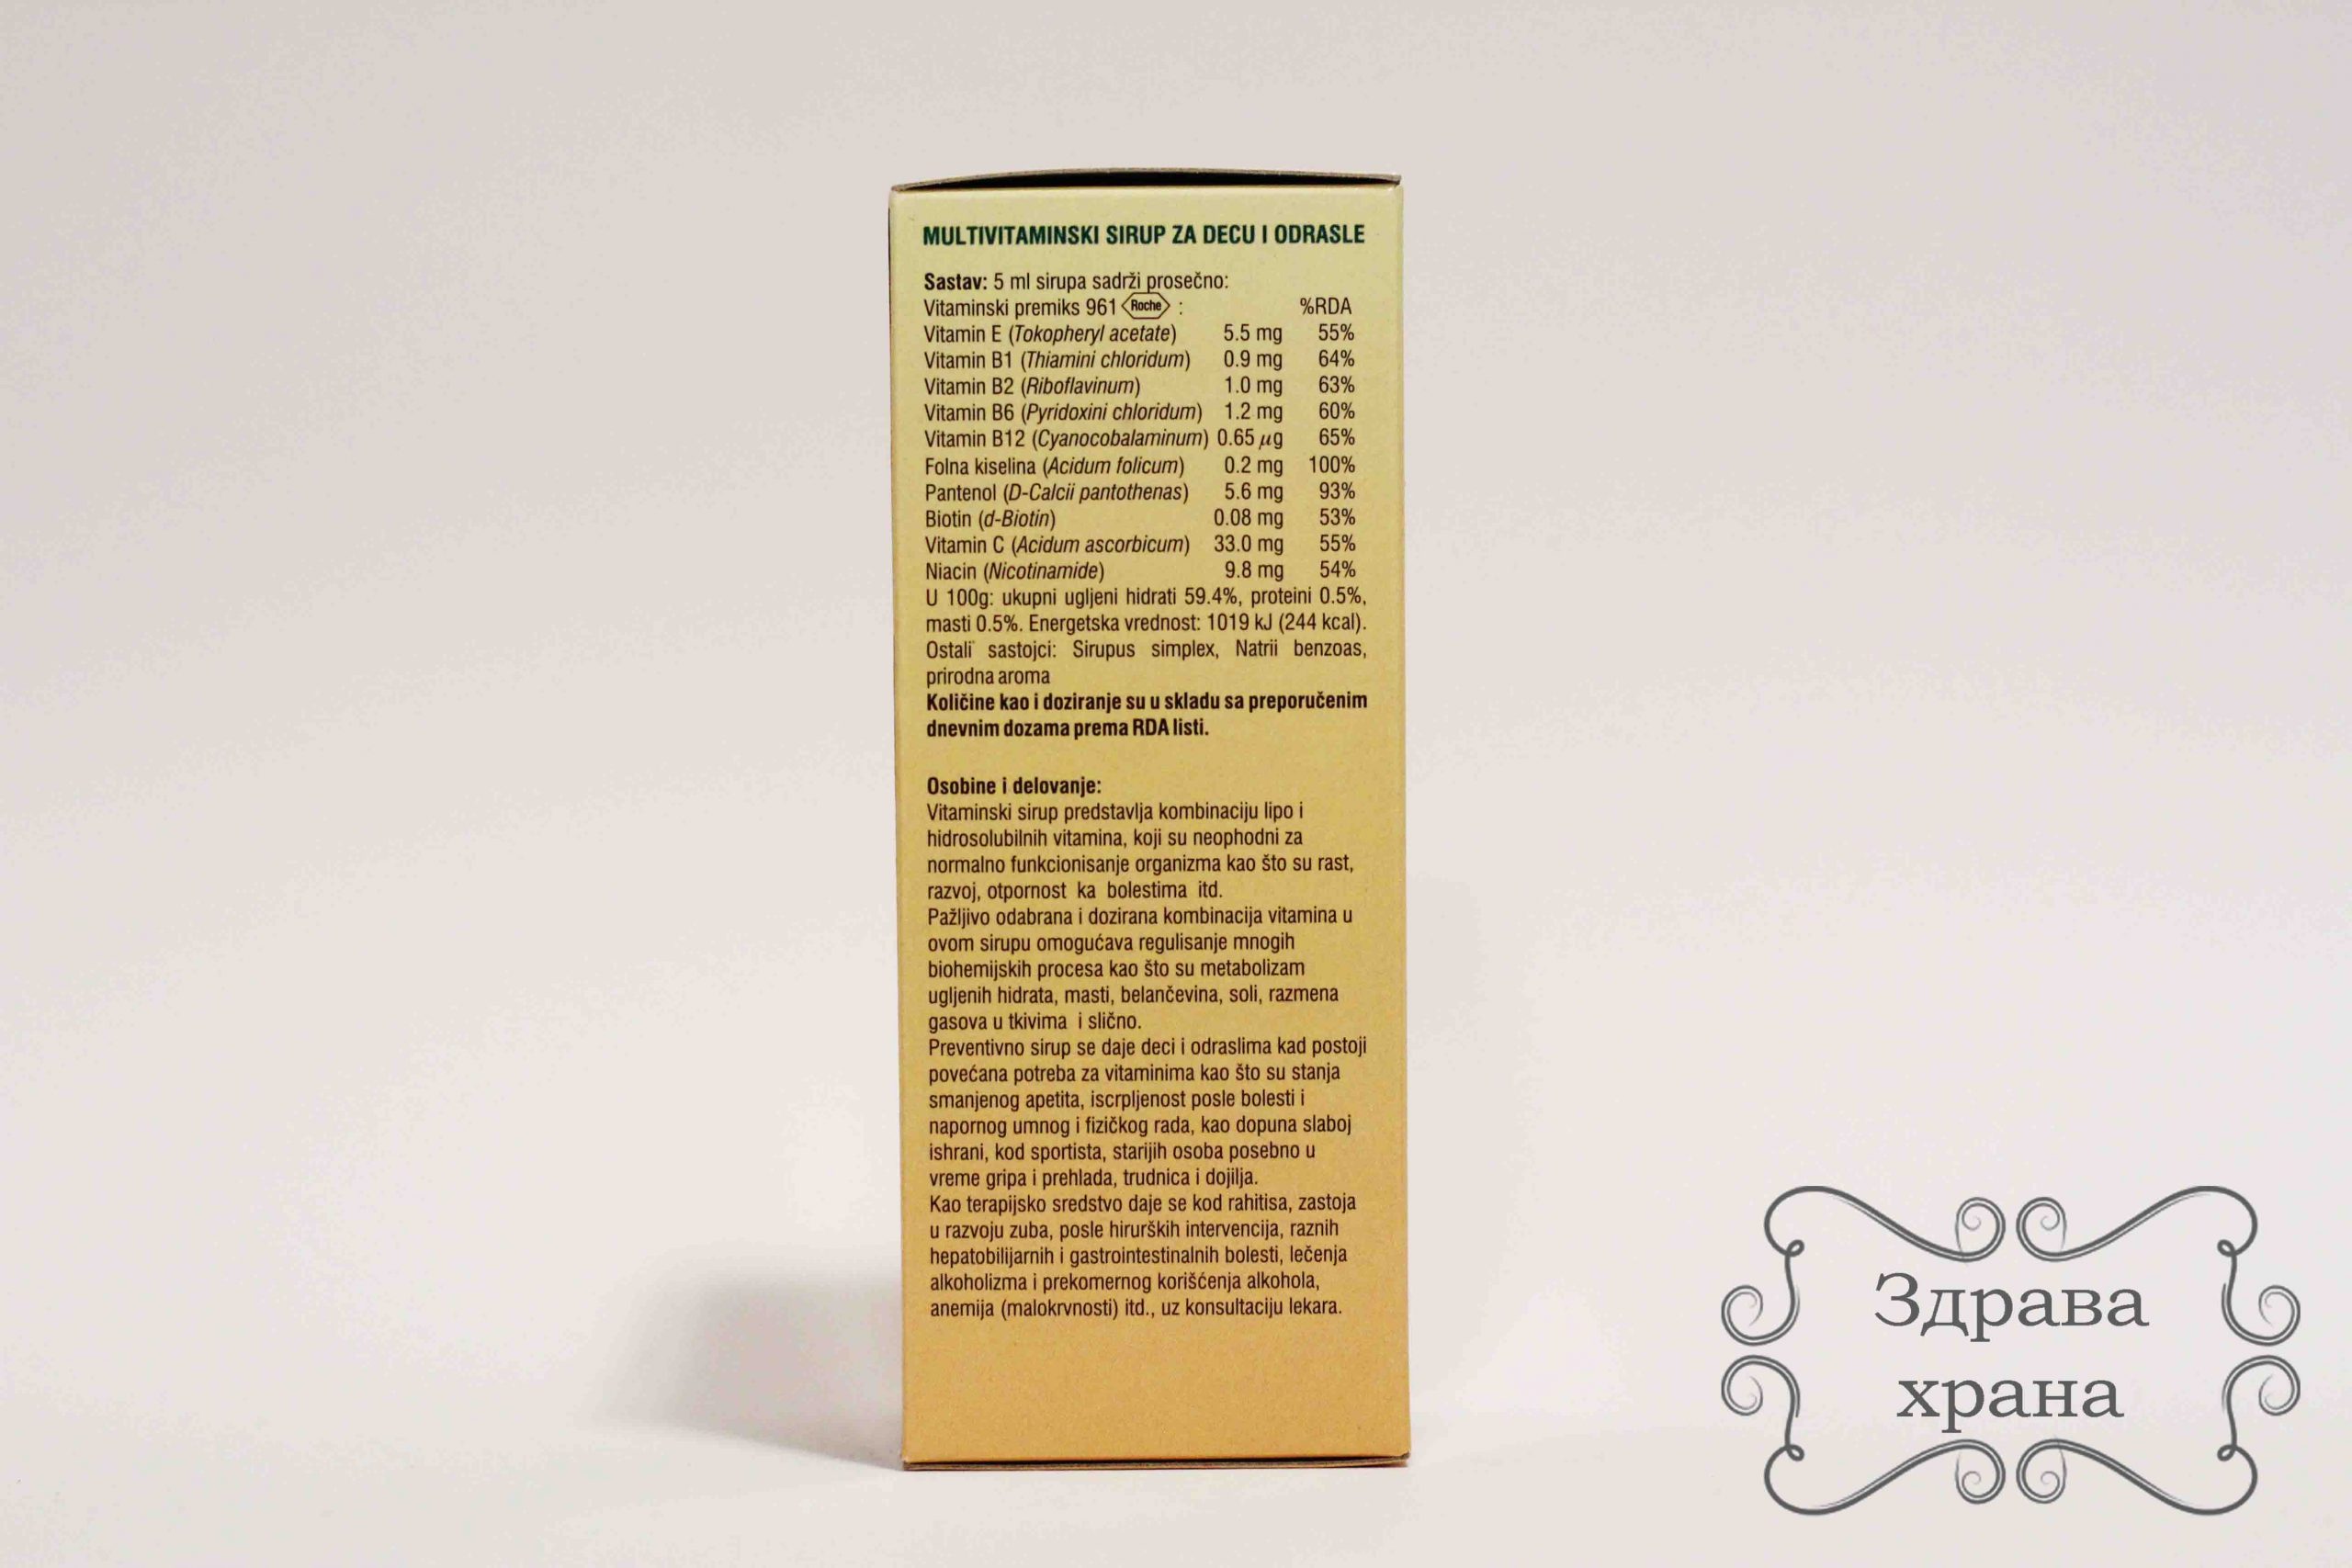 MULTIVITAMINSKI SIRUP ZA DECU I ODRASLE
Sastav: 5 ml sirupa sadrži prosečno:
Vitaminski premiks 961 Roche : %RDA
Vitamin E (Tokopheryl acetate) 5.5 mg 55%
Vitamin B1 (Thiamini chloridum) 0.9 mg 64%
Vitamin B2 (Riboflavinum) 1.0 mg 63%
Vitamin B6 (Pyridoxini chloridum) 1.2 mg 60%
Vitamin B12 (Cyanocobalaminum) 0.65 µg 65%
Folna kiselina (Acidum folicum) 0.2 mg 100%
Pantenol (D-Calcii pantothenas) 5.6 mg 93%
Biotin (d-Biotin) 0.08 mg 53%
Vitamin C (Acidum ascorbicum) 33.0 mg 55%
Niacin (Nicotinamide) 9.8 mg 54%
U 100g: ukupni ugljeni hidrati 59.4%, proteini 0.5%,
masti 0.5%. Energetska vrednost: 1019 kJ (244 kcal).
Ostali sastojci: Sirupus simplex, Natrii benzoas,
prirodna aroma
Količine kao i doziranje su u skladu sa preporučenim
dnevnim dozama prema RDA listi.
Osobine i delovanje:
Vitaminski sirup predstavlja kombinaciju lipo i
hidrosolubilnih vitamina, koji su neophodni za
normalno funkcionisanje organizma kao što su rast,
razvoj, otpornost ka bolestima itd.
Pažljivo odabrana i dozirana kombinacija vitamina u
ovom sirupu omogućava regulisanje mnogih
biohemijskih procesa kao što su metabolizam
ugljenih hidrata, masti, belančevina, soli, razmena
gasova u tkivima i slično.
Preventivno sirup se daje deci i odraslima kad postoji
povećana potreba za vitaminima kao što su stanja
smanjenog apetita, iscrpljenost posle bolesti i
napornog umnog i fizičkog rada, kao dopuna slaboj
ishrani, kod sportista, starijih osoba posebno u
vreme gripa i prehlada, trudnica i dojilja.
Kao terapijsko sredstvo daje se kod rahitisa, zastoja
u razvoju zuba, posle hirurških intervencija, raznih
hepatobilijarnih i gastrointestinalnih bolesti, lečenja
alkoholizma i prekomernog korišćenja alkohola,
anemija (malokrvnosti) itd., uz konsultaciju lekara.
Здрава
храна